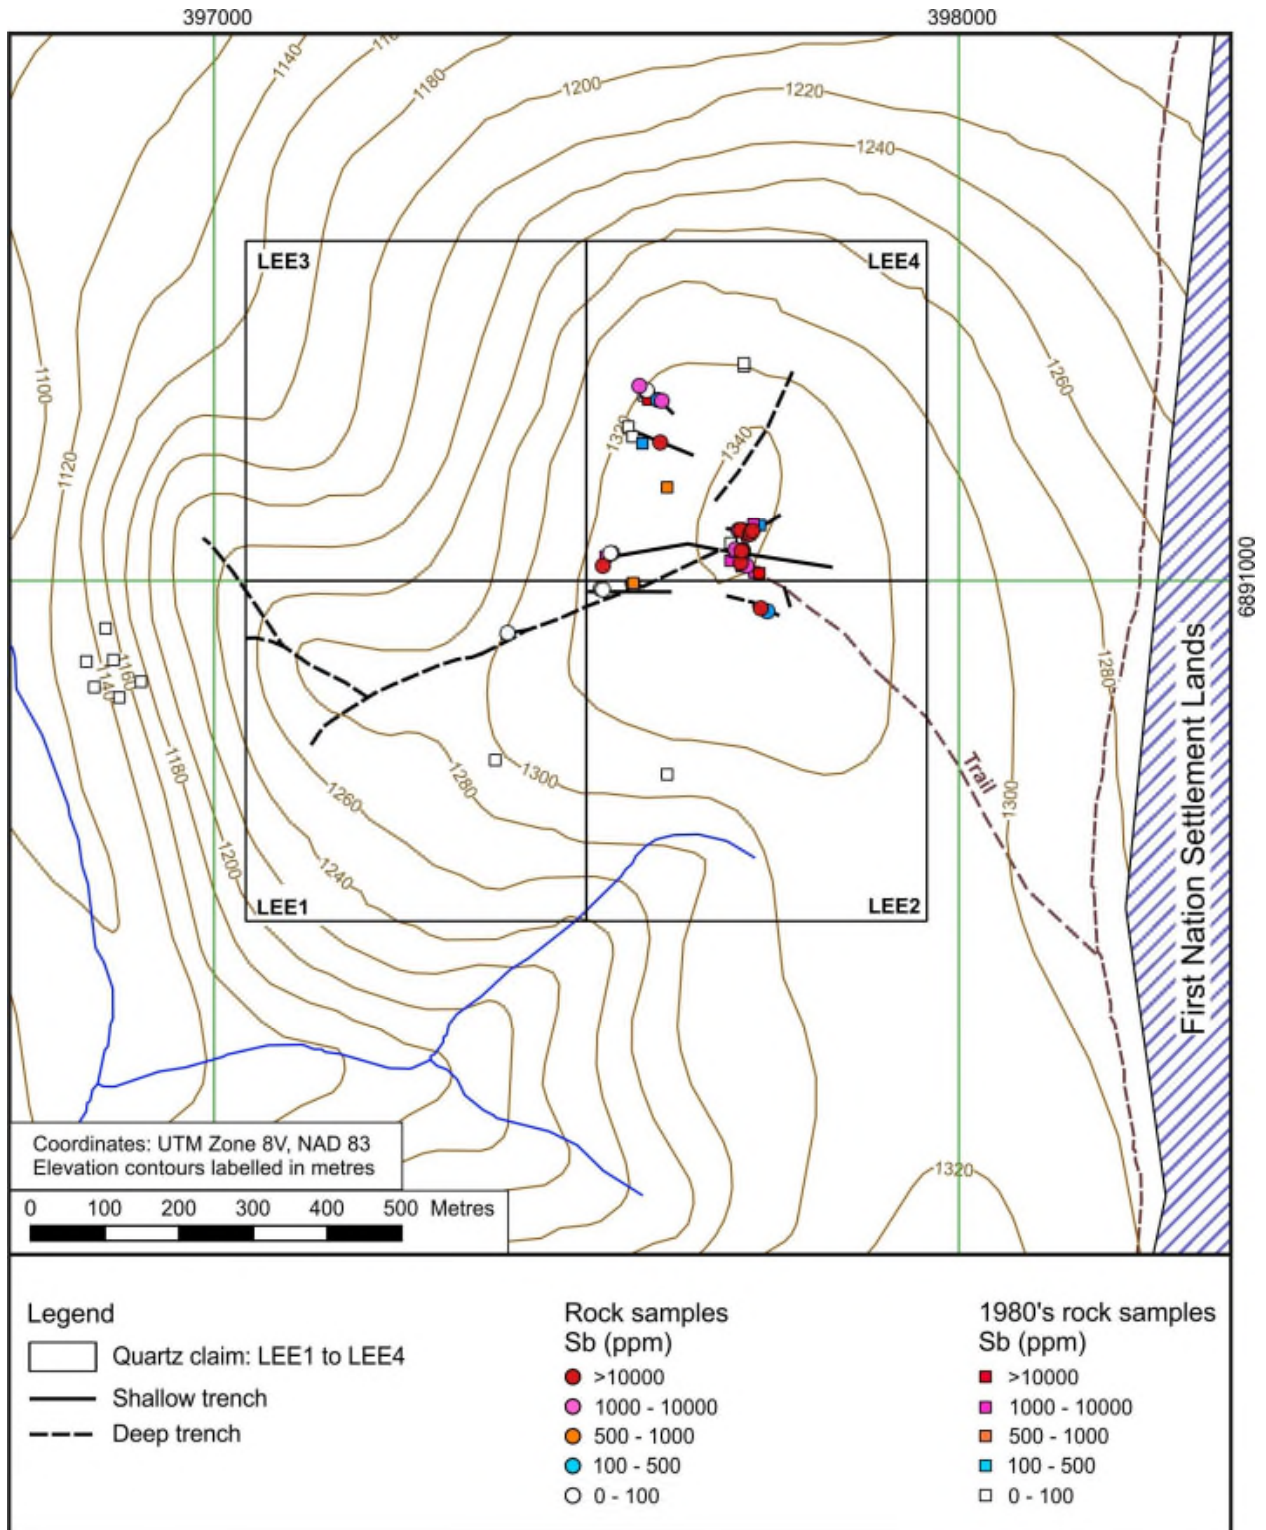 397000
398000
1140
1180
1200
1220
1240
LEE3
LEE4
1100
1260
1120
1320
1340
6891000
1160
1140
1280
1180
1280
1300
Trail
1260
1300
1200
1240
First Nation Settlement Lands
LEE1
LEE2
Coordinates: UTM Zone 8V, NAD 83
Elevation contours labelled in metres
1320
0 100 200 300 400 500 Metres
Legend
Quartz claim: LEE1 to LEE4
Shallow trench
Deep trench
Rock samples
Sb (ppm)
>10000
1000 - 10000
500 - 1000
100 - 500
0 - 100
1980's rock samples
Sb (ppm)
>10000
1000 - 10000
500 - 1000
100 - 500
0 - 100